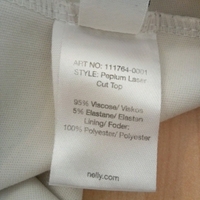 ART NO: 111764-0001
STYLE: Peplum Laser
Cut Top
95% Viscose/ Viskos
5% Elastane/ Elastan
Lining/ Foder:
100% Polyester/ Polyester
nelly.com